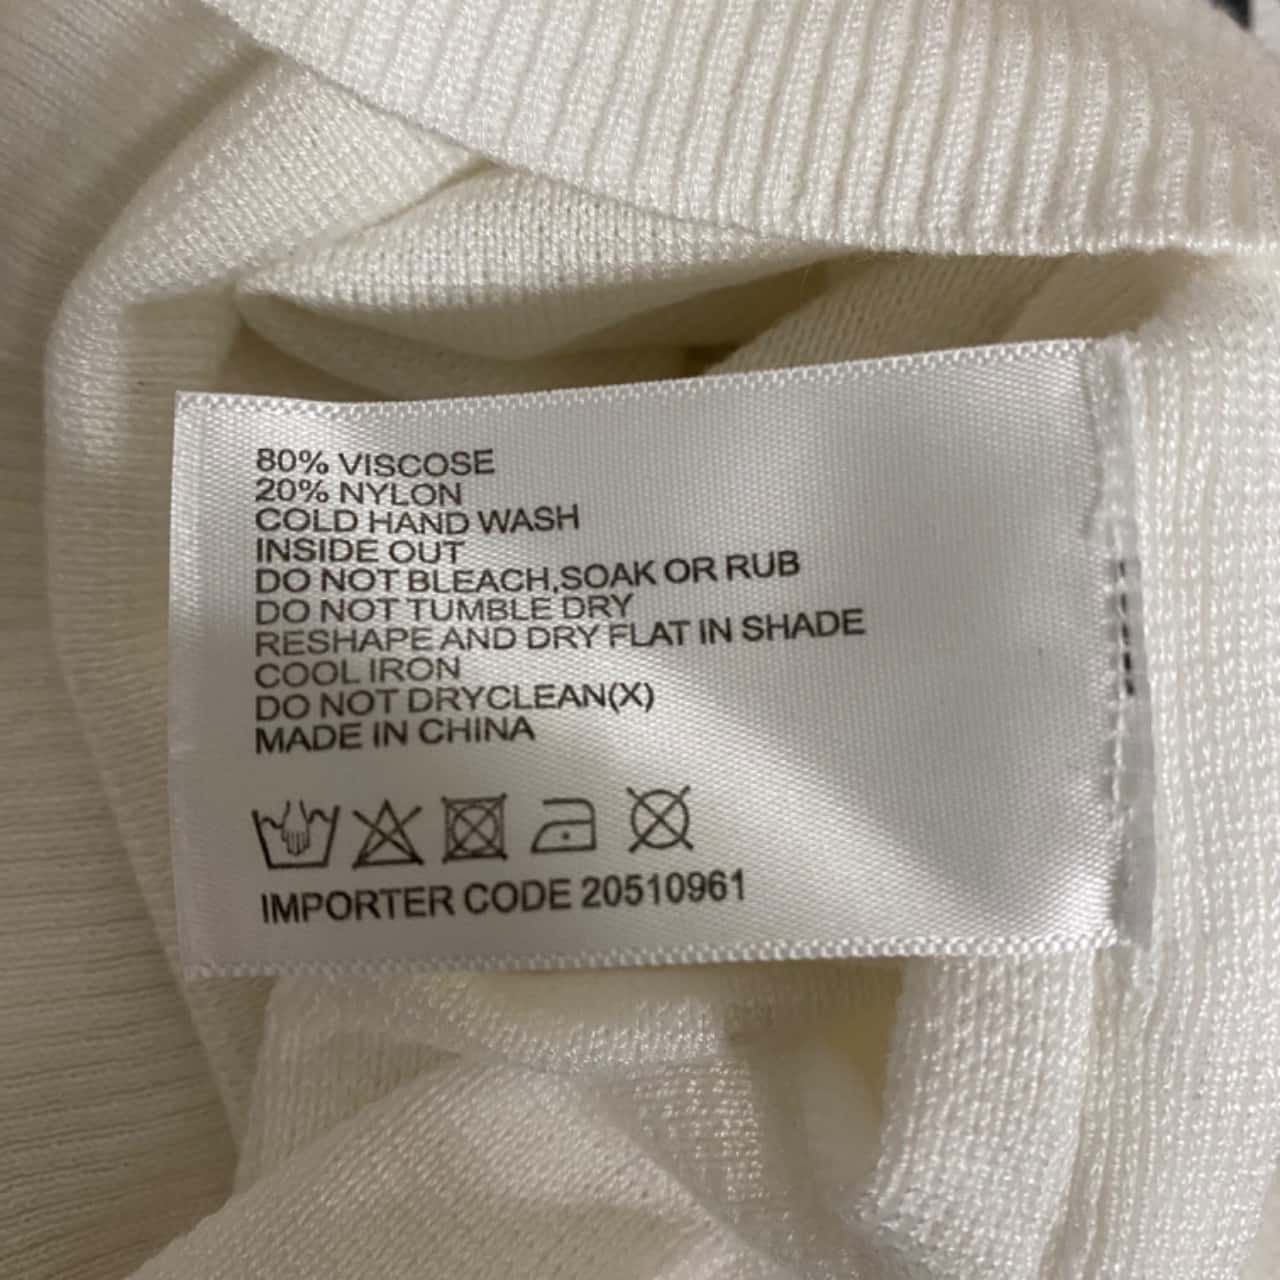 80% VISCOSE
20% NYLON
COLD HAND WASH
INSIDE OUT
DO NOT BLEACH,SOAK OR RUB
DO NOT TUMBLE DRY
RESHAPE AND DRY FLAT IN SHADE
COOL IRON
DO NOT DRYCLEAN(X)
MADE IN CHINA
IMPORTER CODE 20510961